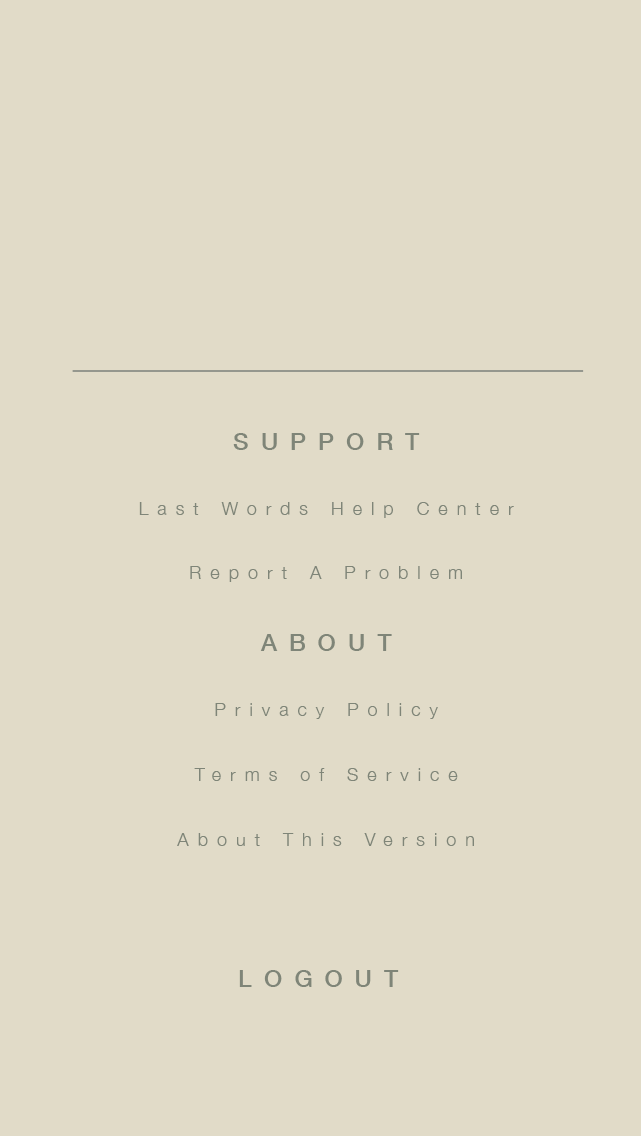 SUPPORT
Last Words Help Center
Report A Problem
ABOUT
Privacy Policy
Terms of Service
About This Version
LOGOUT